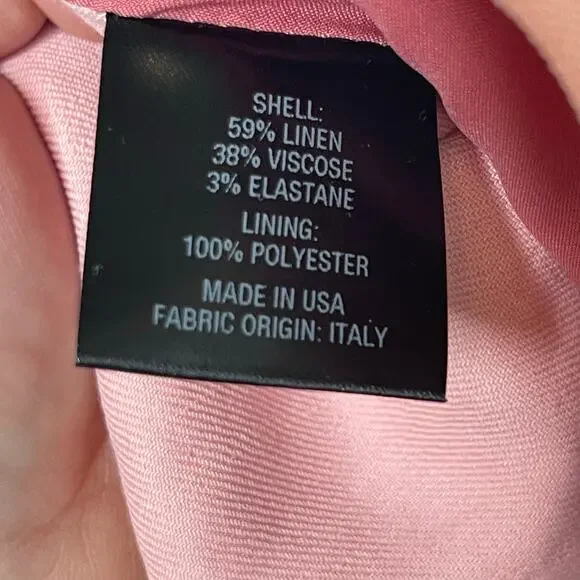 SHELL:
59% LINEN
38% VISCOSE
3% ELASTANE
LINING:
100% POLYESTER
MADE IN USA
FABRIC ORIGIN: ITALY